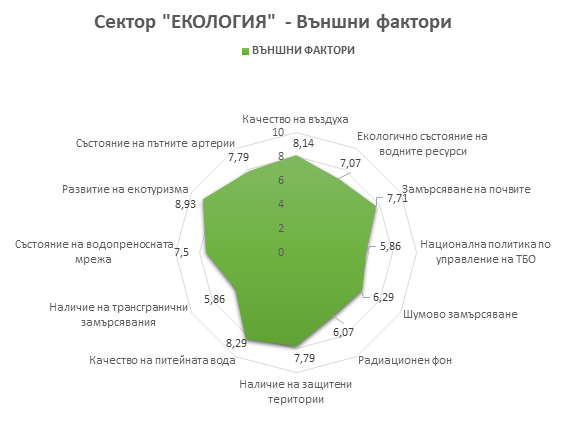 Сектор "ЕКОЛОГИЯ" - Външни фактори
ВЪНШНИ ФАКТОРИ
Качество на въздуха
10
8,14
Състояние на пътните артерии
7,79
Екологично състояние на
водните ресурси
7,07
8
Развитие на екотуризма
8,93
6
Замърсяване на почвите
7,71
4
Състояние на водопреносната
мрежа
7,5
2
0
Национална политика по
управление на ТБО
5,86
Наличие на трансгранични
замърсявания
5,86
6,29
Шумово замърсяване
Качество на питейната вода
8,29
6,07
Радиационен фон
7,79
Наличие на защитени
територии